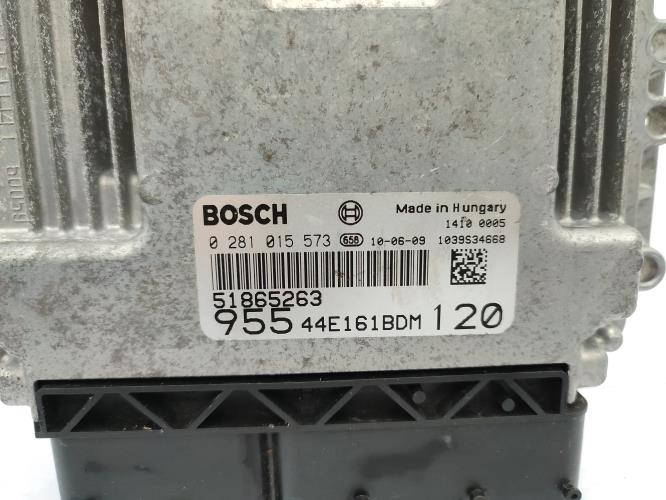 BOSCH Made in Hungary
1410 0005
0 281 015 573 658 10-06-09 1039S34668
51865263
955 44E161BDM 120